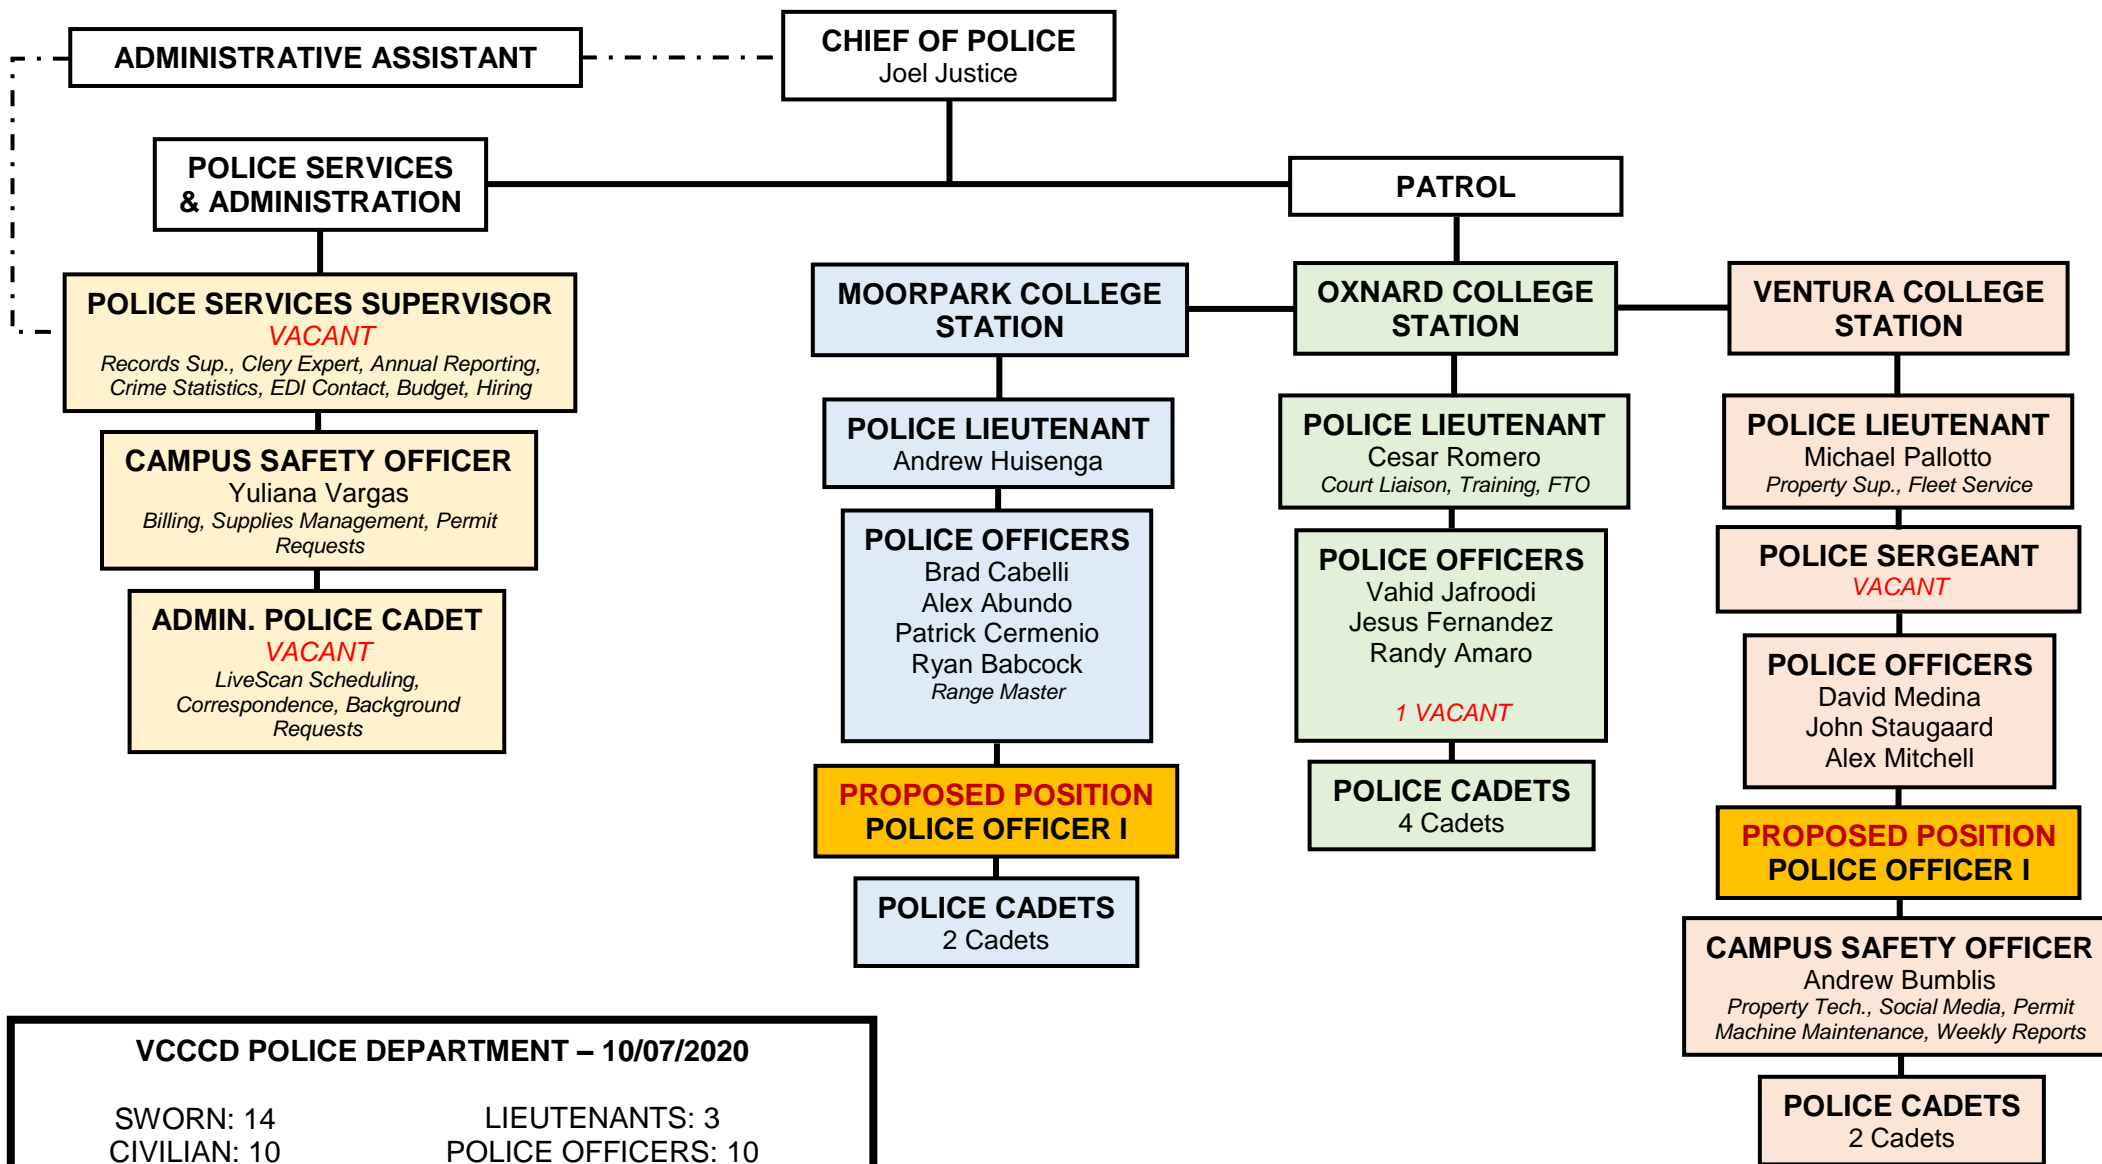 ADMINISTRATIVE ASSISTANT
CHIEF OF POLICE
Joel Justice
POLICE SERVICES
& ADMINISTRATION
PATROL
POLICE SERVICES SUPERVISOR
VACANT
Records Sup., Clery Expert, Annual Reporting,
Crime Statistics, EDI Contact, Budget, Hiring
CAMPUS SAFETY OFFICER
Yuliana Vargas
Billing, Supplies Management, Permit
Requests
ADMIN. POLICE CADET
VACANT
LiveScan Scheduling,
Correspondence, Background
Requests
MOORPARK COLLEGE
STATION
POLICE LIEUTENANT
Andrew Huisenga
POLICE OFFICERS
Brad Cabelli
Alex Abundo
Patrick Cermenio
Ryan Babcock
Range Master
PROPOSED POSITION
POLICE OFFICER I
POLICE CADETS
2 Cadets
OXNARD COLLEGE
STATION
POLICE LIEUTENANT
Cesar Romero
Court Liaison, Training, FTO
POLICE OFFICERS
Vahid Jafroodi
Jesus Fernandez
Randy Amaro
1 VACANT
POLICE CADETS
4 Cadets
VENTURA COLLEGE
STATION
POLICE LIEUTENANT
Michael Pallotto
Property Sup., Fleet Service
POLICE SERGEANT
VACANT
POLICE OFFICERS
David Medina
John Staugaard
Alex Mitchell
PROPOSED POSITION
POLICE OFFICER I
CAMPUS SAFETY OFFICER
Andrew Bumblis
Property Tech., Social Media, Permit
Machine Maintenance, Weekly Reports
POLICE CADETS
2 Cadets
VCCCD POLICE DEPARTMENT – 10/07/2020
SWORN: 14 LIEUTENANTS: 3
CIVILIAN: 10 POLICE OFFICERS: 10